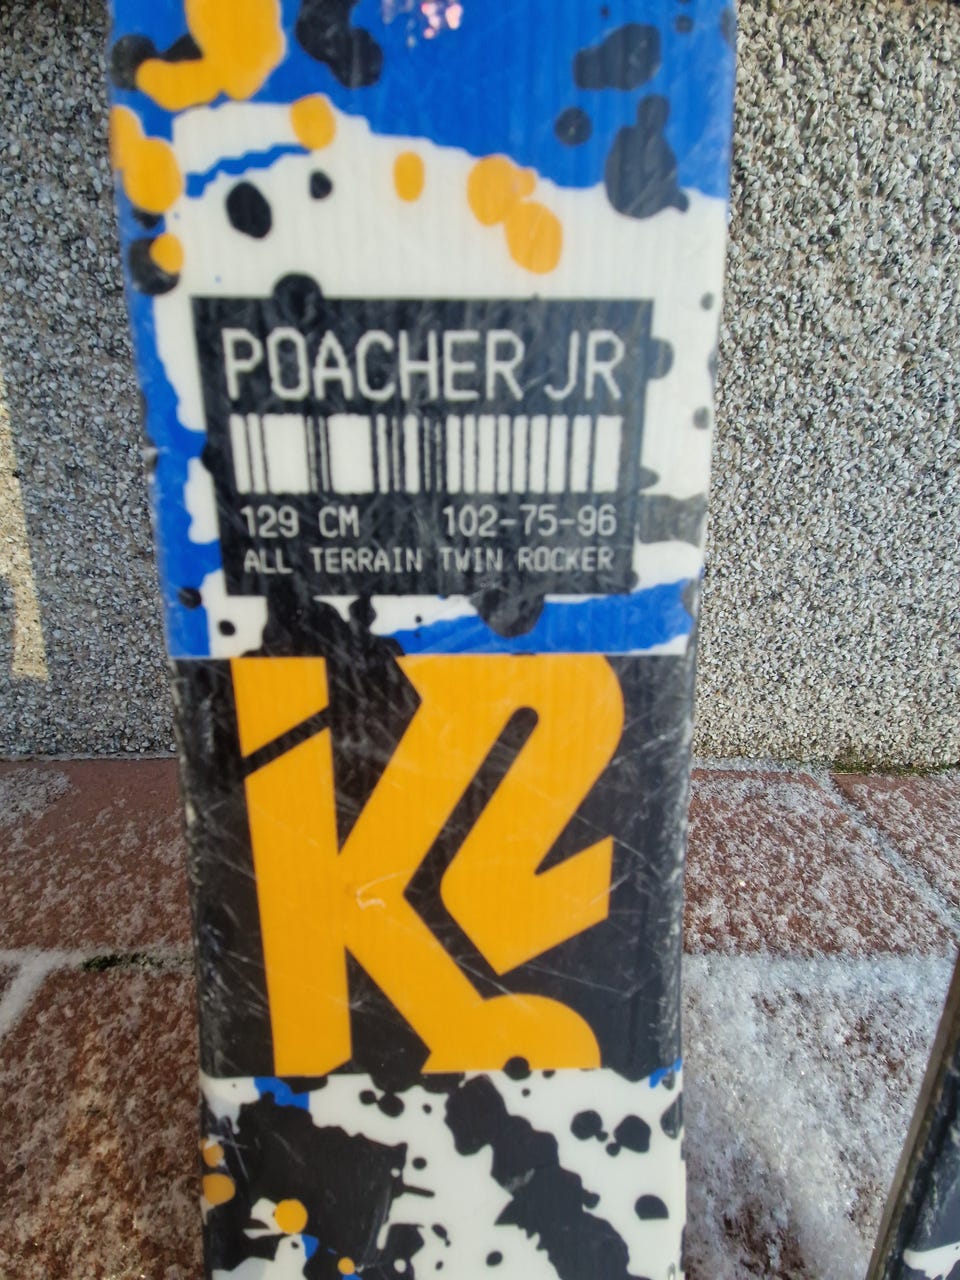 POACHER JR
129 CM 102-75-96
ALL TERRAIN TWIN ROCKER
K2